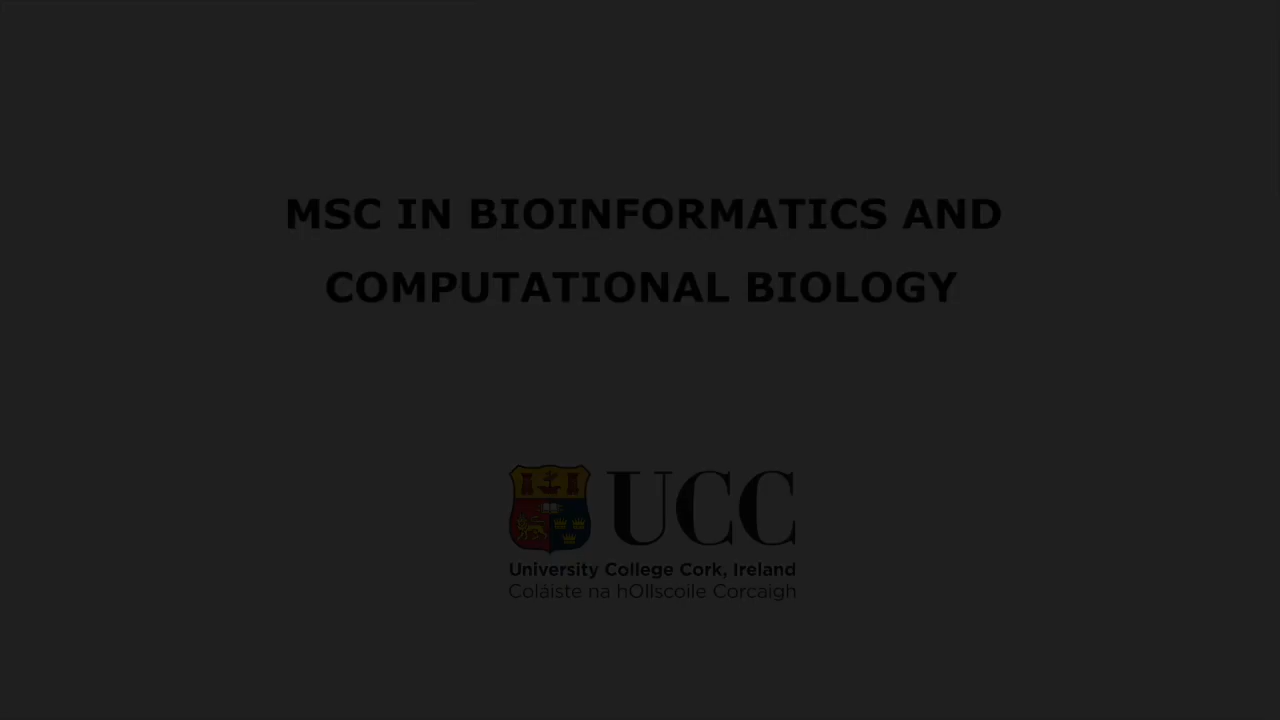 MSC IN BIOINFORMATICS AND
COMPUTATIONAL BIOLOGY
UCC
University College Cork, Ireland
Coláiste na hOllscoile Corcaigh